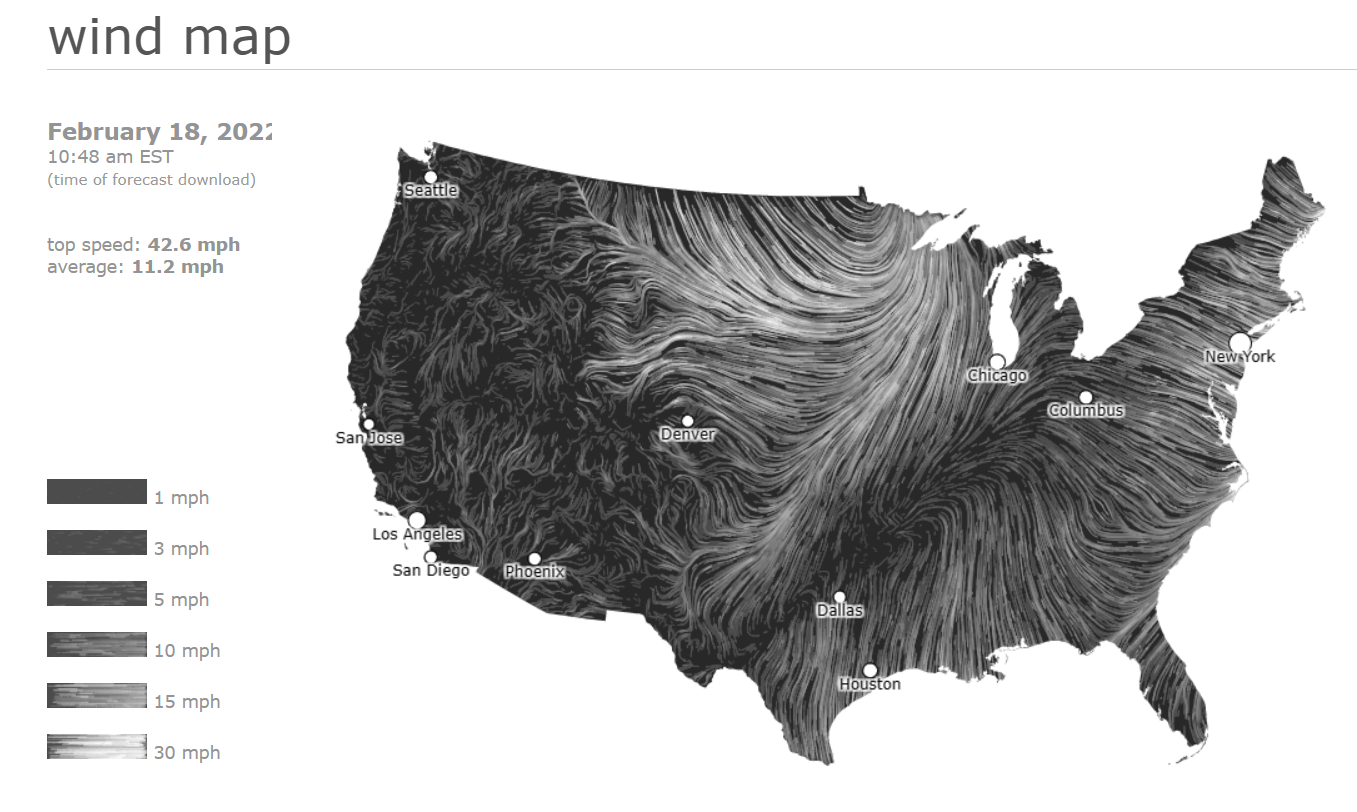 wind map
February 18, 2022
10:48 am EST
(time of forecast download)
top speed: 42.6 mph
average: 11.2 mph
1 mph
3 mph
5 mph
10 mph
15 mph
30 mph
Seattle
New York
Chicago
Columbus
Denver
San Jose
Los Angeles
San Diego
Phoenix
Dallas
Houston